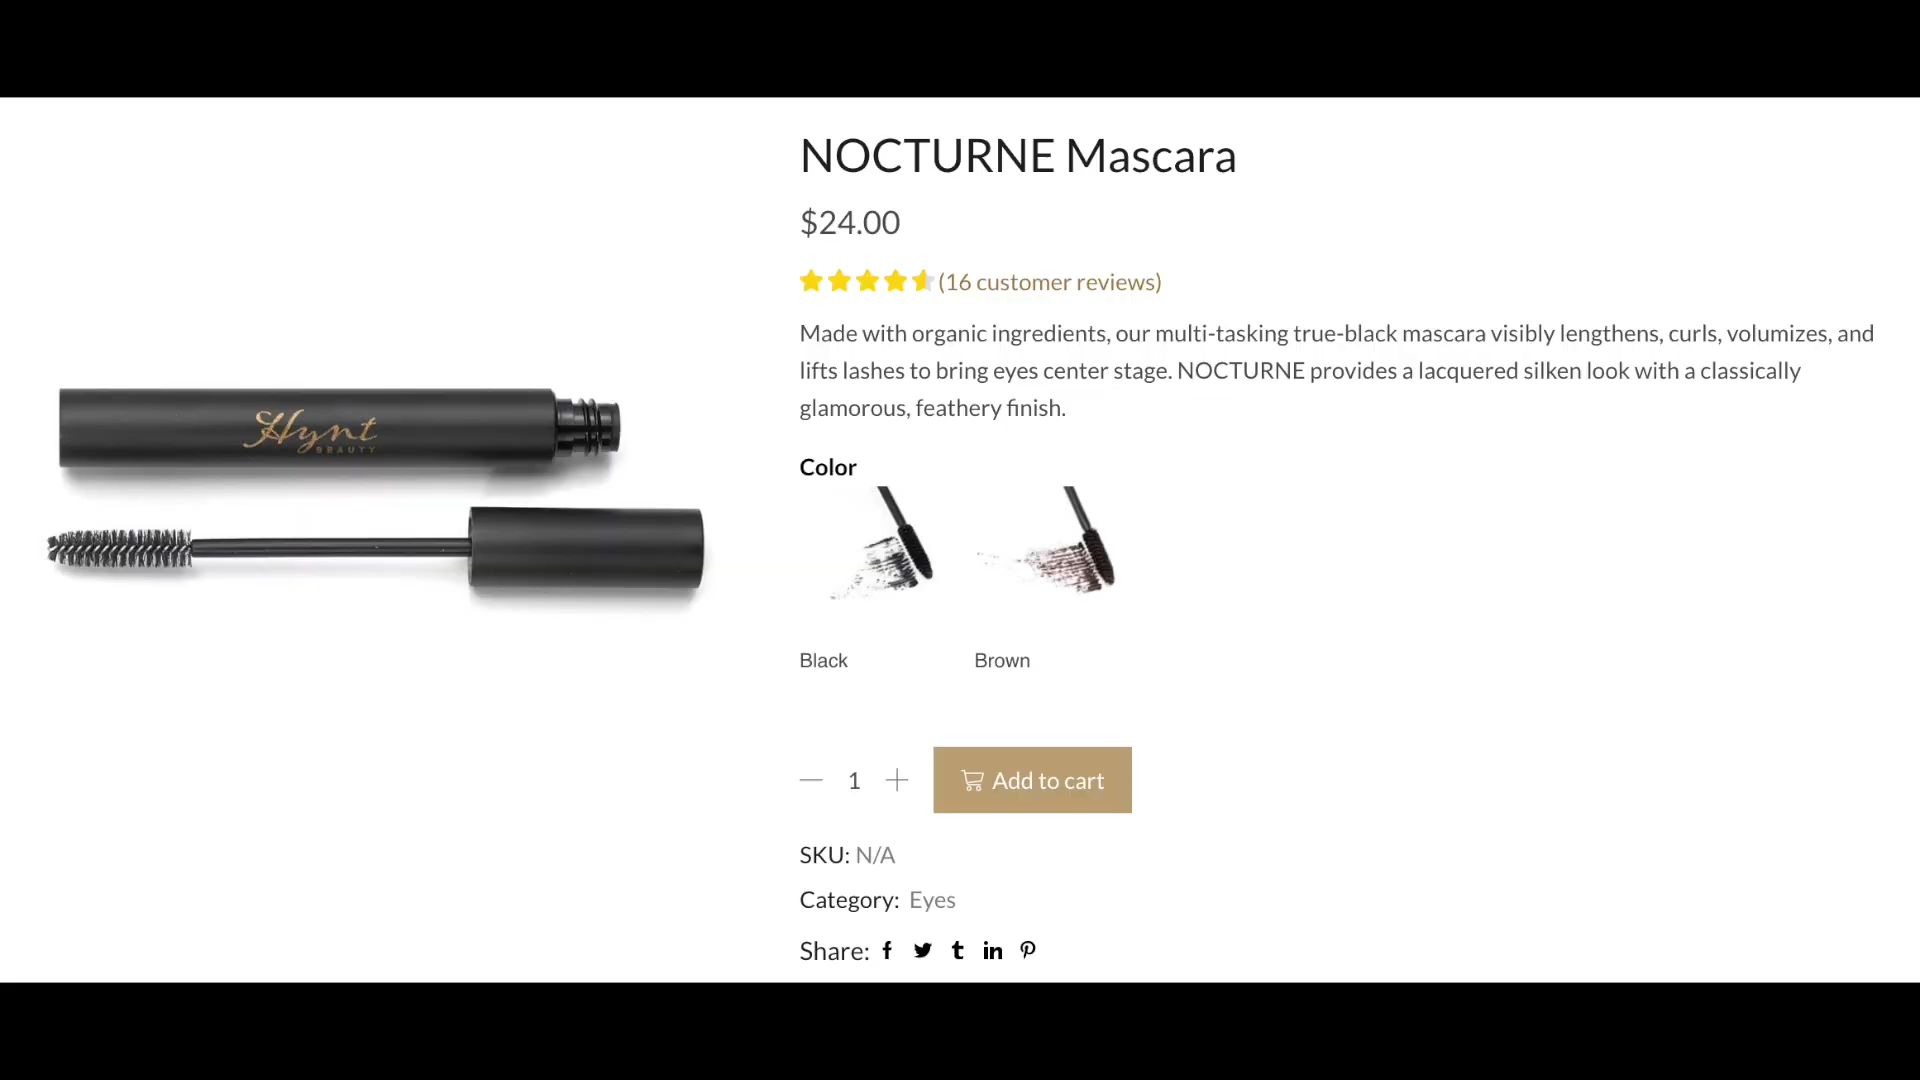 NOCTURNE Mascara
$24.00
(16 customer reviews)
Made with organic ingredients, our multi-tasking true-black mascara visibly lengthens, curls, volumizes, and
lifts lashes to bring eyes center stage. NOCTURNE provides a lacquered silken look with a classically
glamorous, feathery finish.
Hynt
BEAUTY
Color
Black Brown
1 Add to cart
SKU: N/A
Category: Eyes
Share: